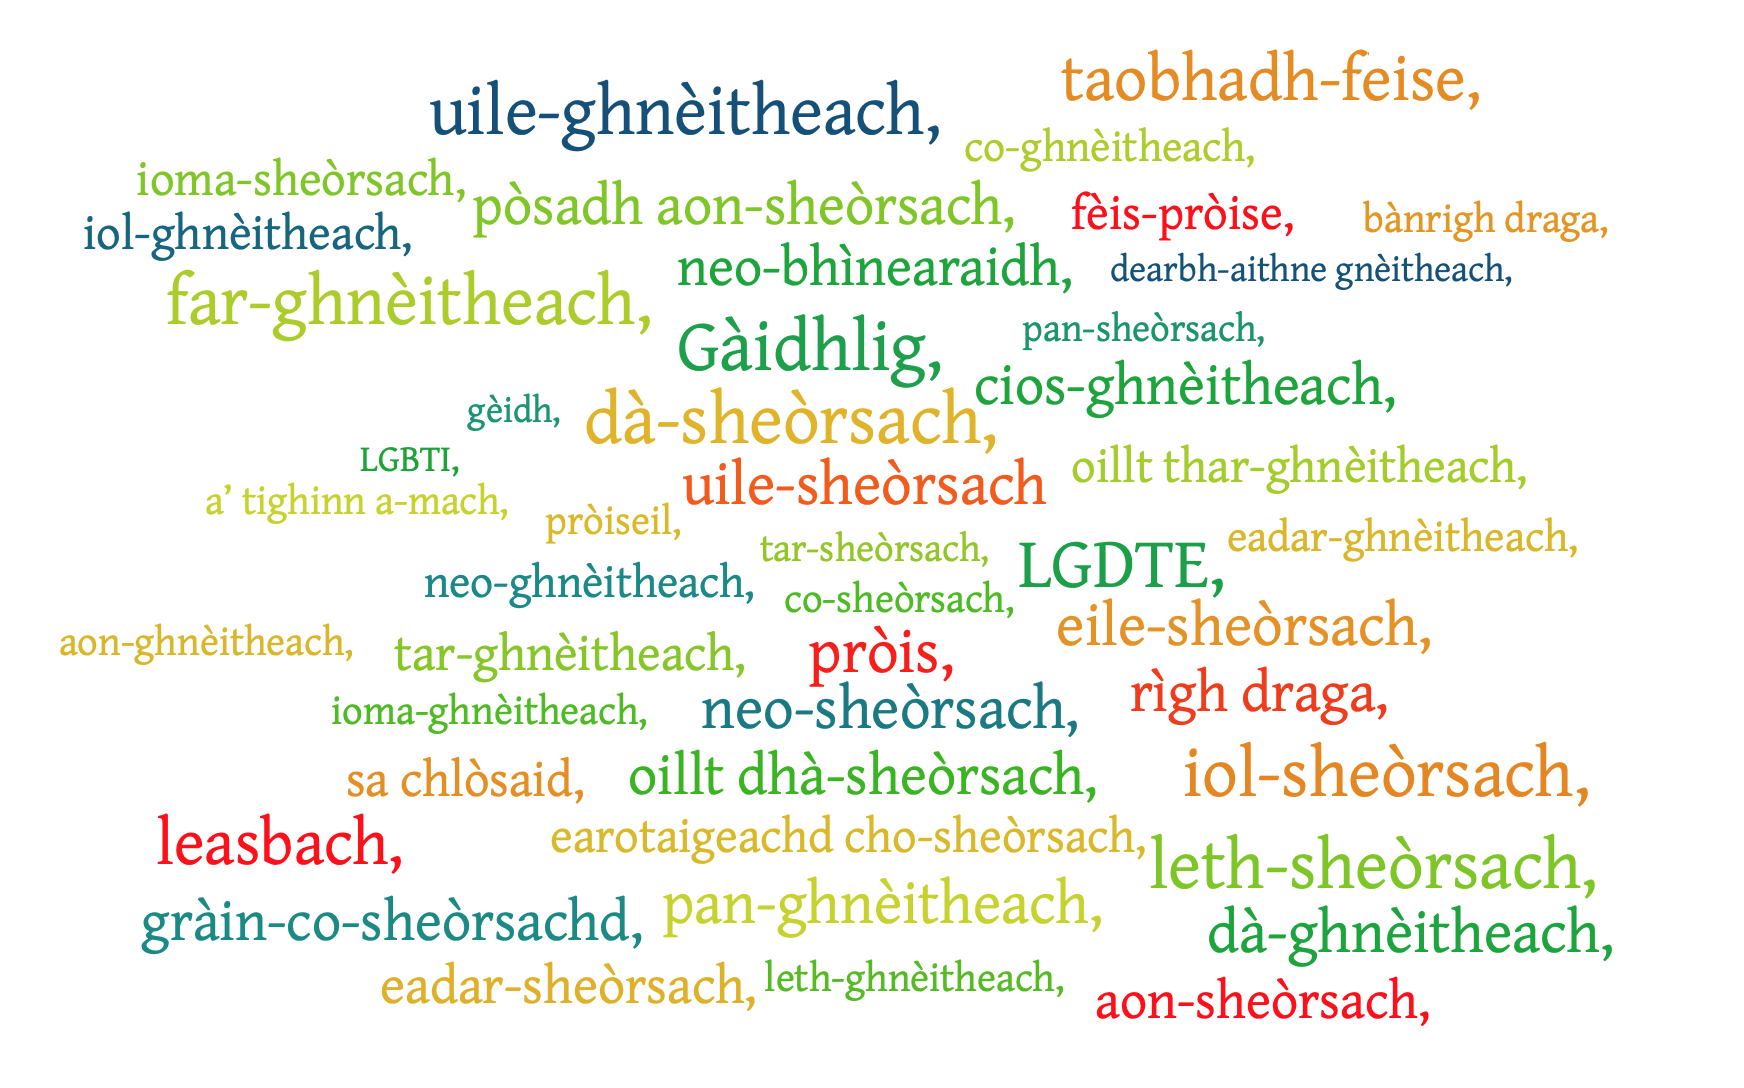 taobhadh-feise,
uile-ghnèitheach,
co-ghnèitheach,
ioma-sheòrsach,
pòsadh aon-sheòrsach,
fèis-pròise,
bànrigh draga,
iol-ghnèitheach,
neo-bhìnearaidh,
dearbh-aithne gnèitheach,
far-ghnèitheach,
Gàidhlig,
pan-sheòrsach,
cios-ghnèitheach,
gèidh,
dà-sheòrsach,
LGBTI,
oillt thar-ghnèitheach,
uile-sheòrsach
a’ tighinn a-mach,
pròiseil,
eadar-ghnèitheach,
tar-sheòrsach,
LGDTE,
neo-ghnèitheach,
co-sheòrsach,
eile-sheòrsach,
aon-ghnèitheach,
tar-ghnèitheach,
pròis,
rìgh draga,
ioma-ghnèitheach,
neo-sheòrsach,
sa chlòsaid,
oillt dhà-sheòrsach,
iol-sheòrsach,
leasbach,
earotaigeachd cho-sheòrsach,
leth-sheòrsach,
gràin-co-sheòrsachd,
pan-ghnèitheach,
dà-ghnèitheach,
eadar-sheòrsach,
leth-ghnèitheach,
aon-sheòrsach,